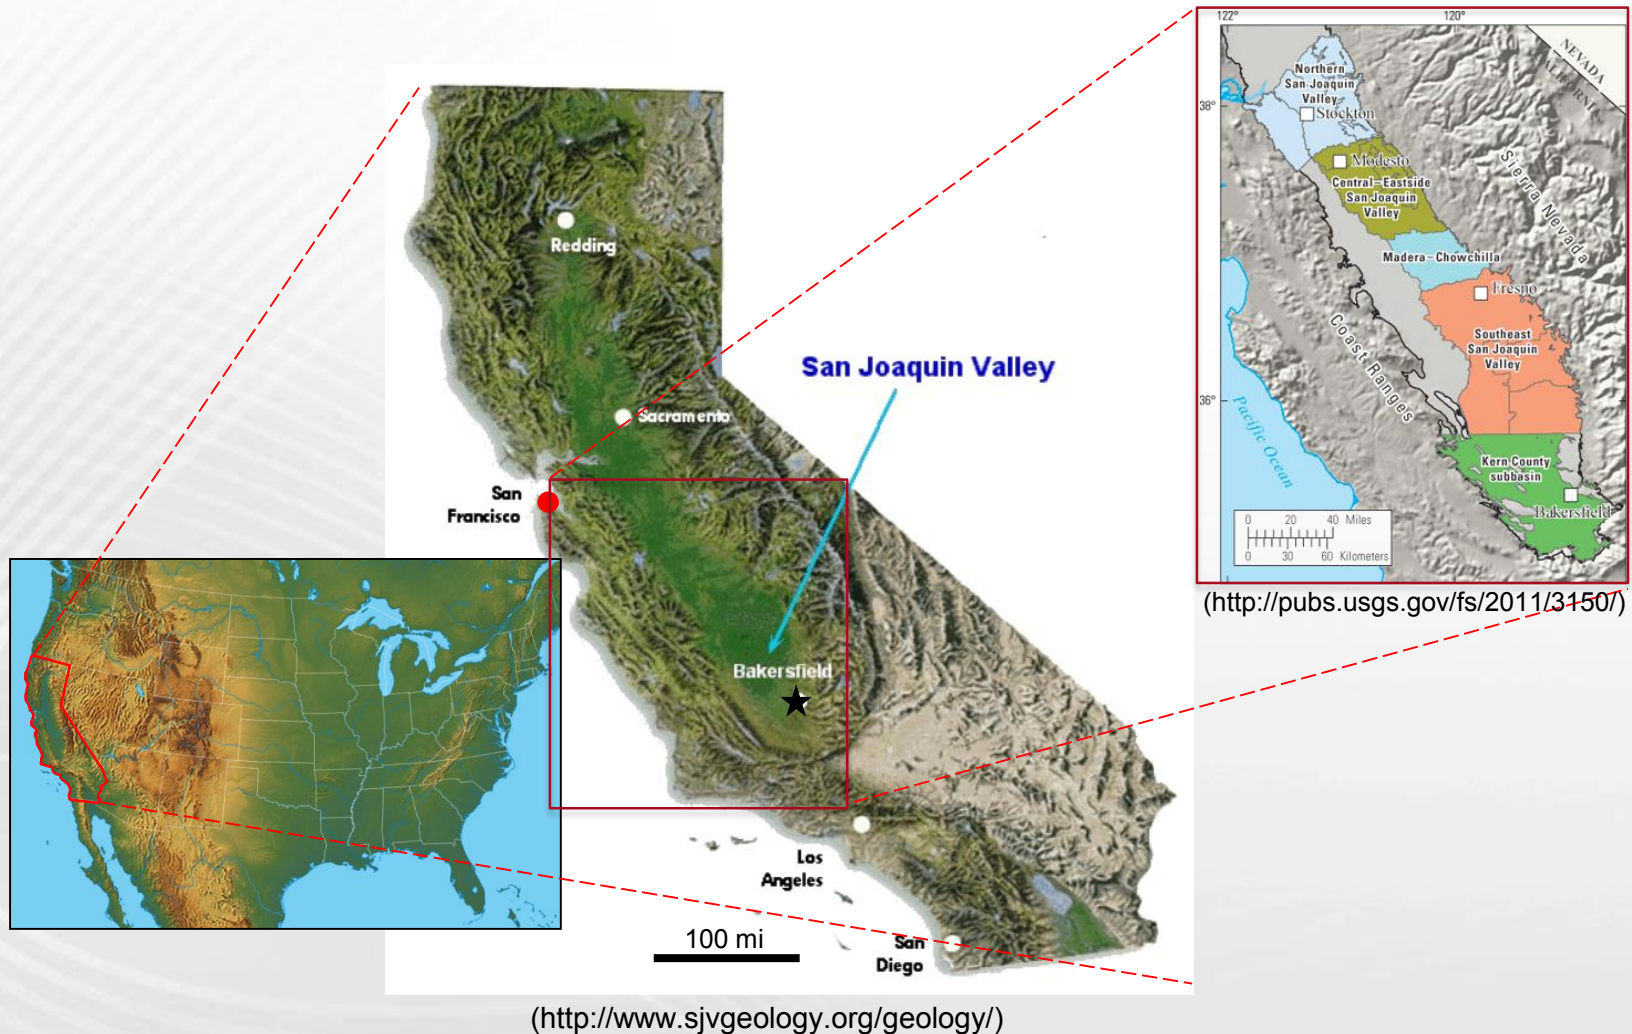 Redding
Sacramento
San Joaquin Valley
San
Francisco
Bakersfield
Los
Angeles
San
Diego
100 mi
(http://www.sjvgeology.org/geology/)
122°
120°
NEVADA
38°
36°
Northern
San Joaquin
Valley
Stockton
Modesto
Central–Eastside
San Joaquin
Valley
Sierra Nevada
Madera–Chowchilla
Fresno
Coast Ranges
Southeast
San Joaquin
Valley
Pacific Ocean
Kern County
subbasin
Bakersfield
0 20 40 Miles
0 30 60 Kilometers
(http://pubs.usgs.gov/fs/2011/3150/)